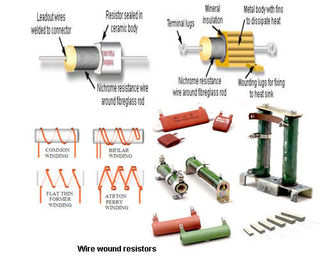 Leadout wires
welded to connector
Resistor sealed in
ceramic body
Nichrome resistance
wire around fibreglass rod
Mineral
insulation
Metal body with fins
to dissipate heat
Terminal lugs
Nichrome resistance
wire around fibreglass rod
Mounting lugs for fixing
to heat sink
COMMON
WINDING
BIFILAR
WINDING
FLAT THIN
FORMER
WINDING
AYRTON
PERRY
WINDING
Wire wound resistors